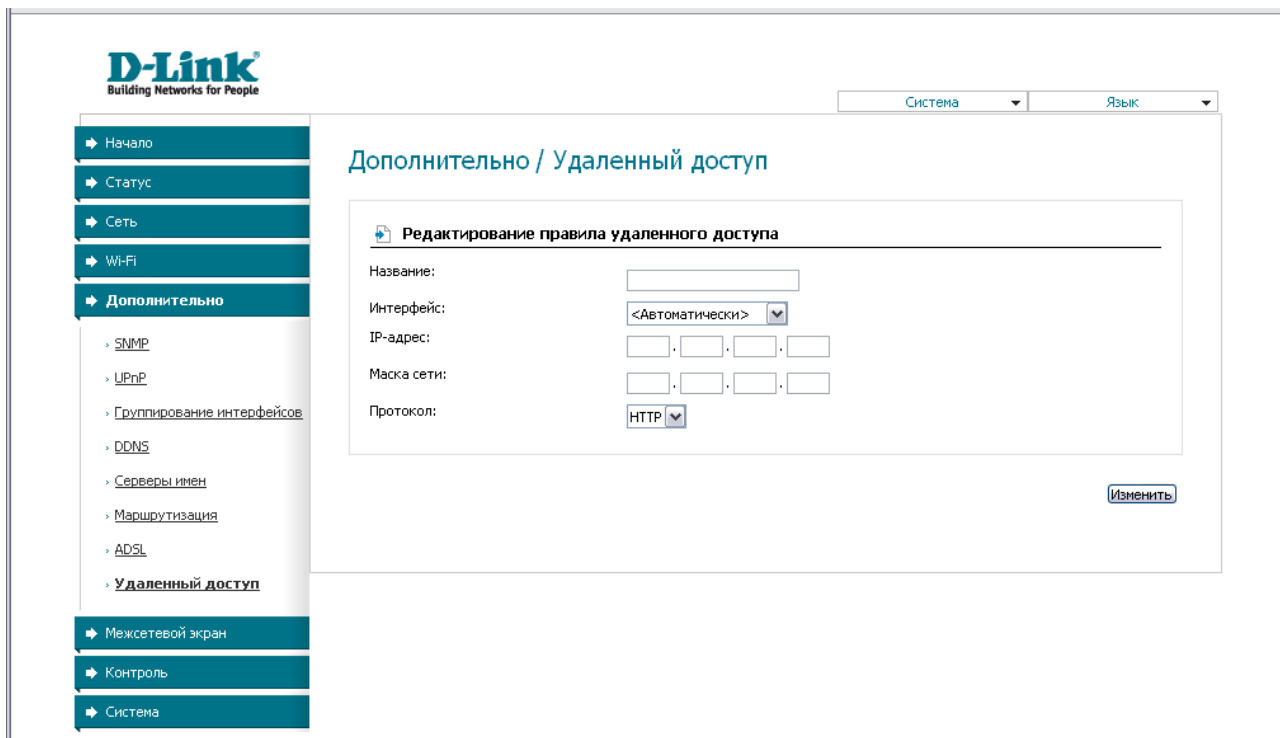 D-Link
Building Networks for People
Система
Язык
Начало
Статус
Сеть
Wi-Fi
Дополнительно
SNMP
UPnP
Группирование интерфейсов
DDNS
Серверы имен
Маршрутизация
ADSL
Удаленный доступ
Межсетевой экран
Контроль
Система
Дополнительно / Удаленный доступ
Редактирование правила удаленного доступа
Название:
Интерфейс: <Автоматически>
IP-адрес: . . .
Маска сети: . . .
Протокол: HTTP
Изменить